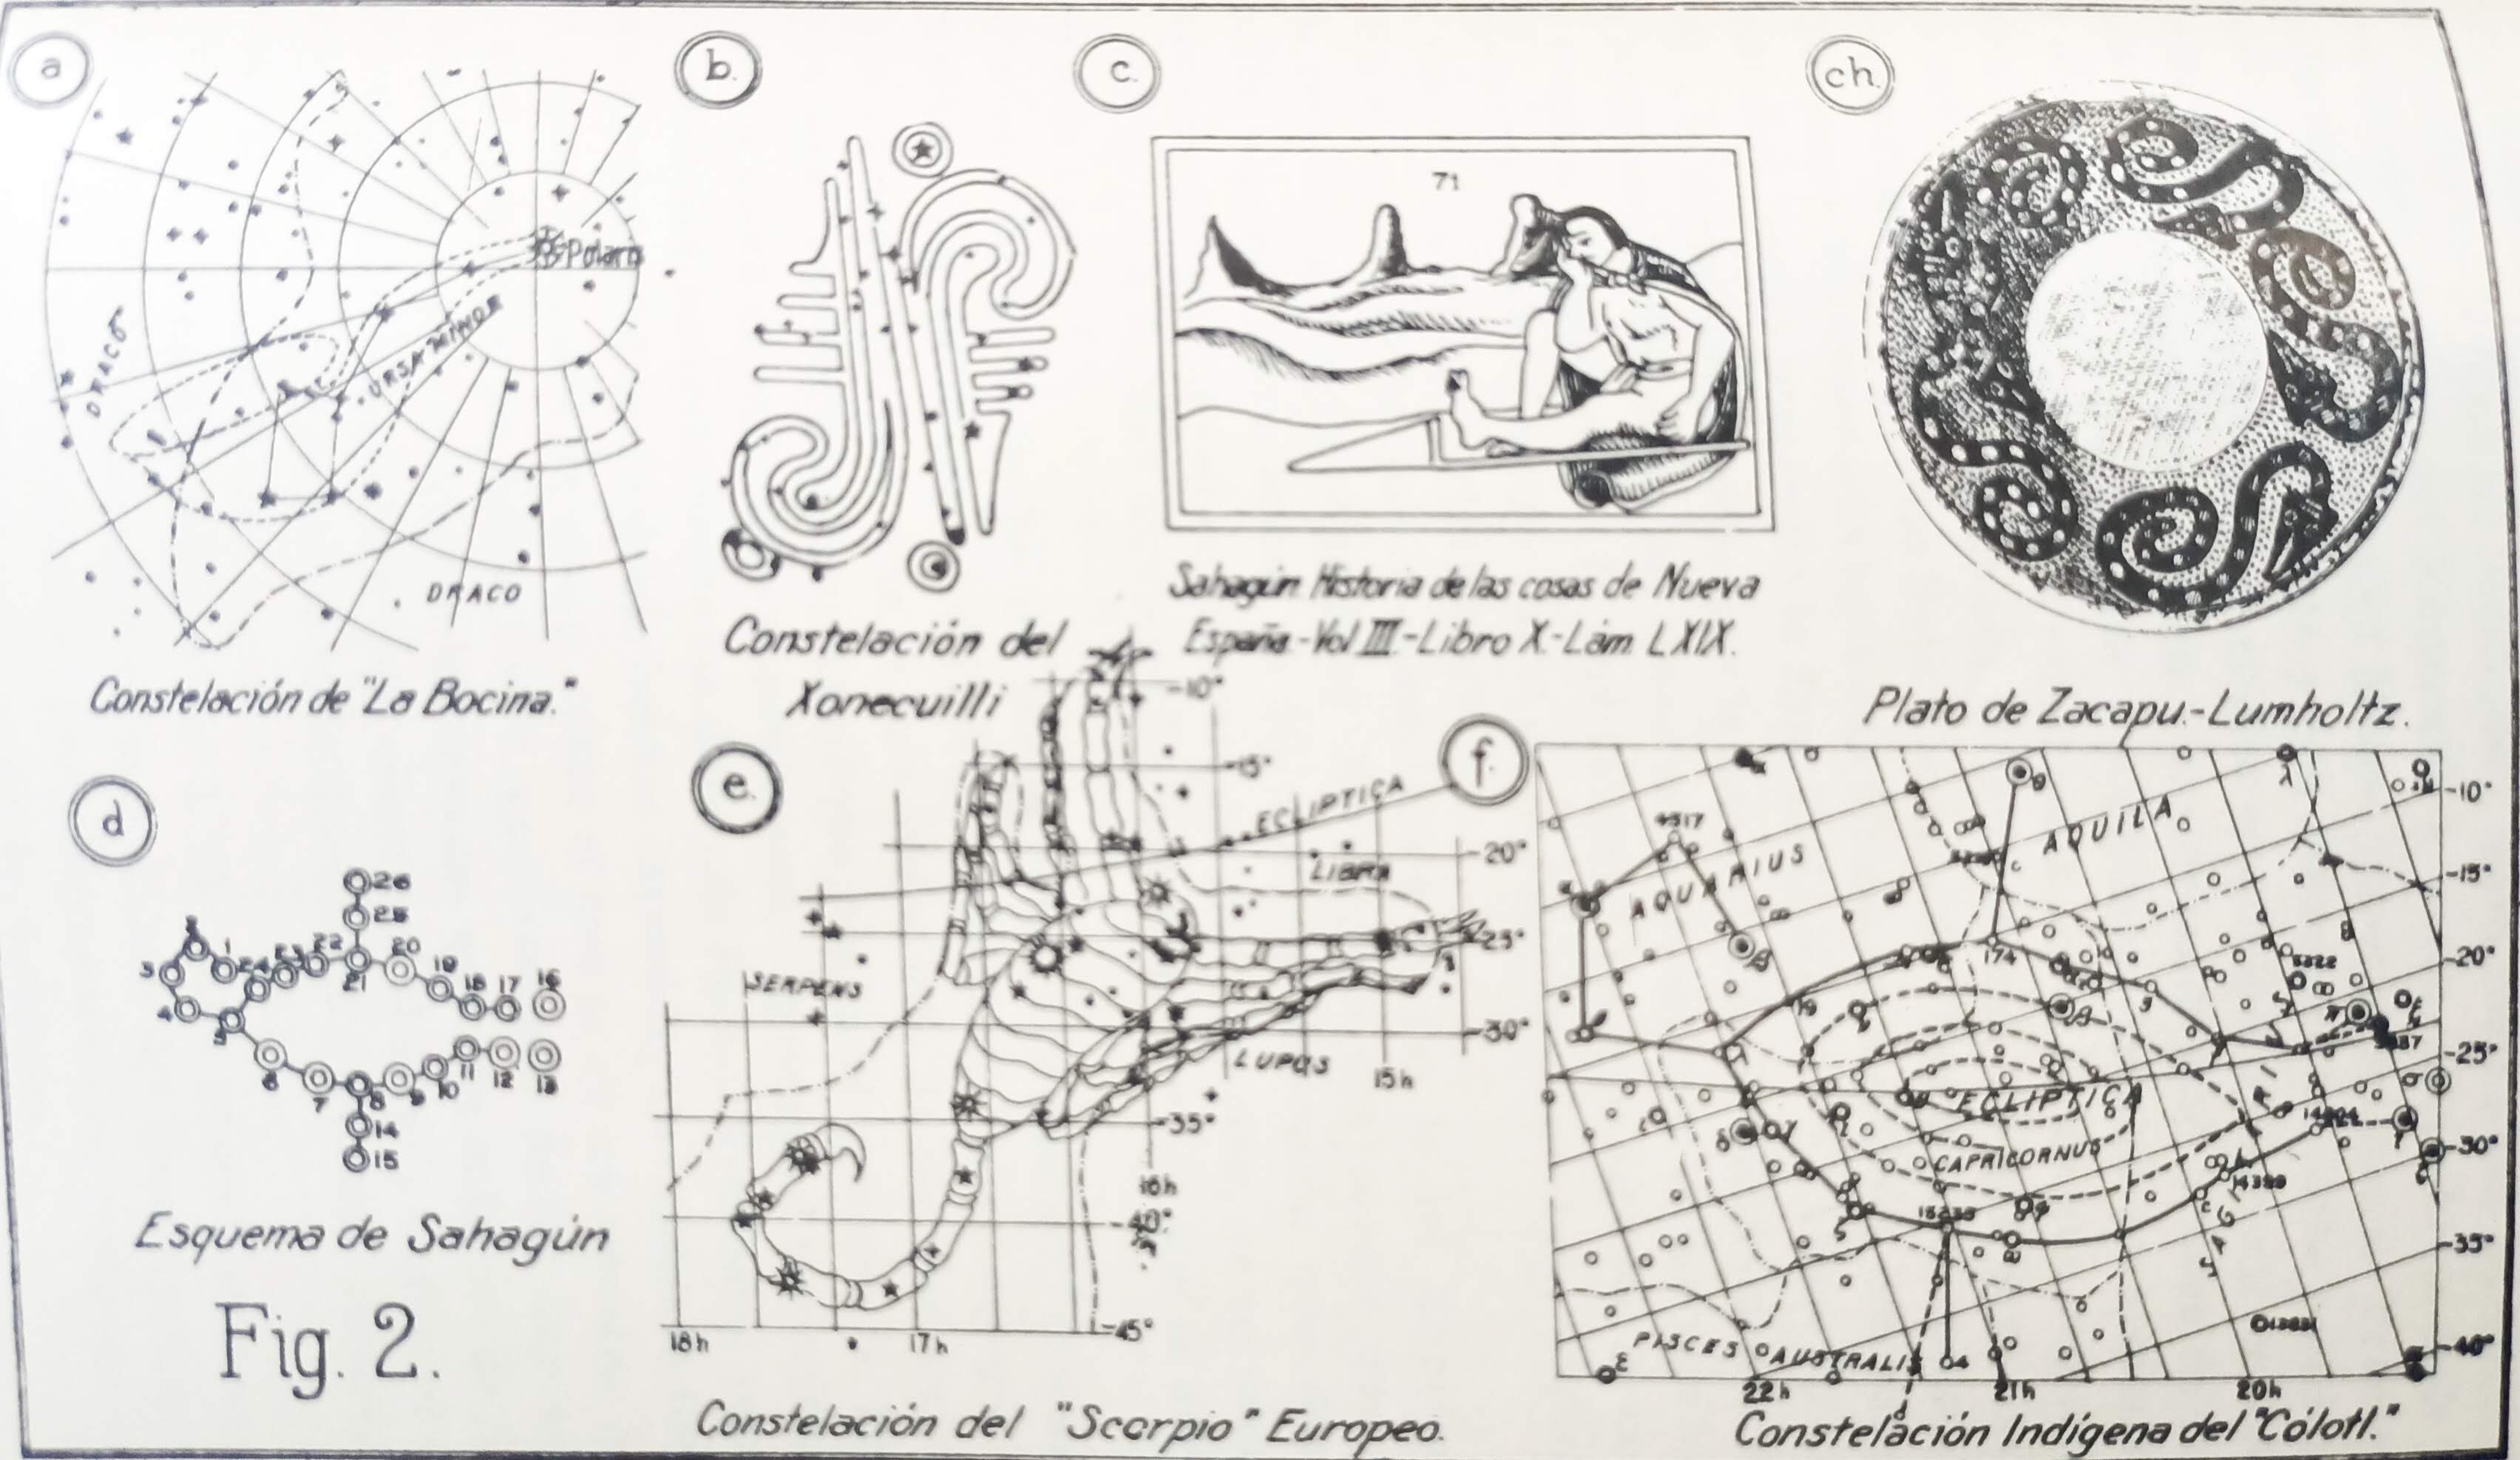 a
Polaris
DRACO
URSA MINOR
DRACO
Constelación de "La Bocina."
b.
Constelación del
Xonecuilli
c.
71
Sahagún Historia de las cosas de Nueva
España.-Vol III-Libro X.-Lám. LXIX.
ch.
Plato de Zacapu.-Lumholtz.
d
26
25
2
1
24
23
22
21
20
19
18
17
16
3
4
5
6
7
8
9
10
11
12
13
14
15
Esquema de Sahagún
Fig. 2.
e.
-10°
-15°
ECLIPTICA
-20°
LIBRA
-25°
SERPENS
-30°
LUPUS
15h
-35°
16h
-40°
-45°
18h
17h
Constelación del "Scorpio" Europeo.
f.
-10°
AQUILA
θ
λ
4517
AQUARIUS
-15°
β
174
-20°
β
-25°
ECLIPTICA
CAPRICORNUS
-30°
SAGI
-35°
PISCES AUSTRALIS
4
ε
-40°
22h
21h
20h
Constelación Indígena del "Cólotl."